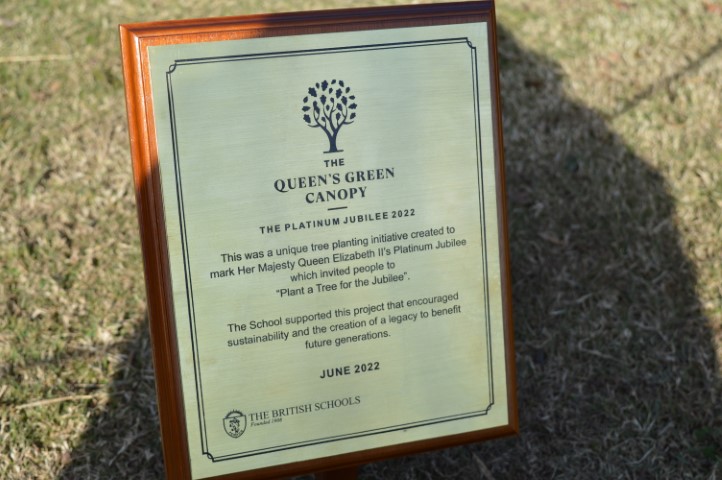 THE
QUEEN'S GREEN
CANOPY
THE PLATINUM JUBILEE 2022
This was a unique tree planting initiative created to
mark Her Majesty Queen Elizabeth II's Platinum Jubilee
which invited people to
"Plant a Tree for the Jubilee".
The School supported this project that encouraged
sustainability and the creation of a legacy to benefit
future generations.
JUNE 2022
THE BRITISH SCHOOLS
Founded 1908